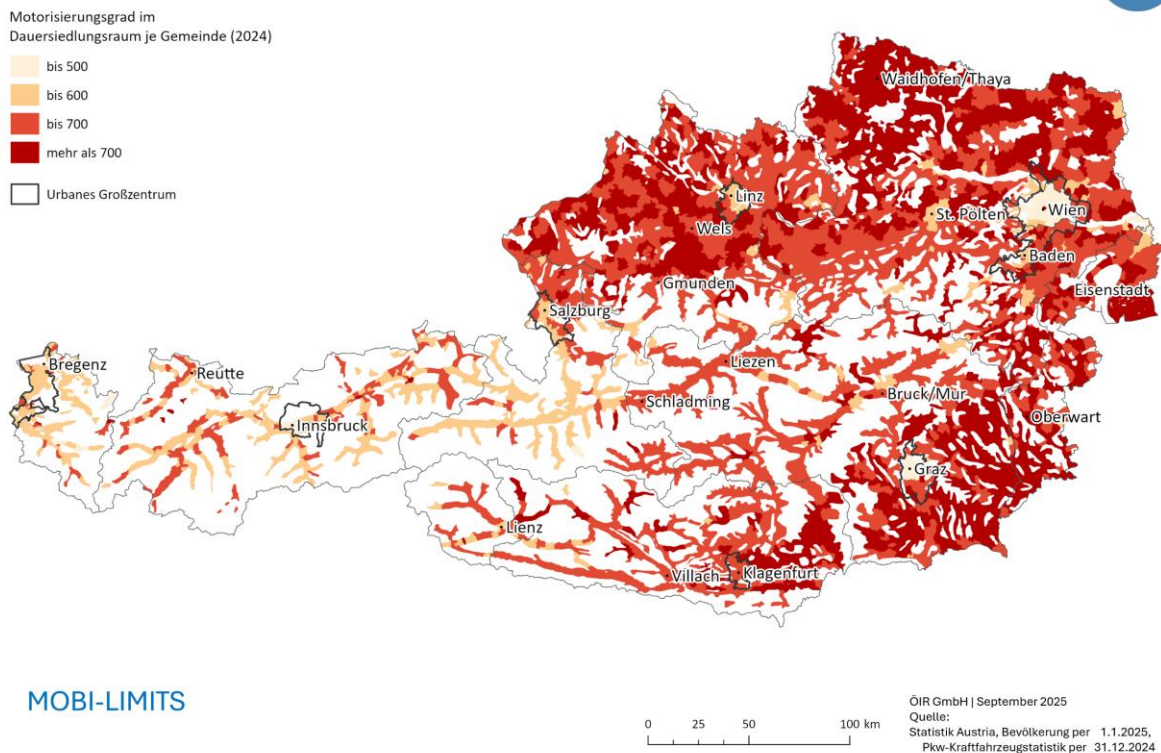 Motorisierungsgrad im
Dauersiedlungsraum je Gemeinde (2024)
bis 500
bis 600
bis 700
mehr als 700
Urbanes Großzentrum
Waidhofen/Thaya
Linz
Wels
St. Pölten
Wien
Baden
Gmunden
Eisenstadt
Salzburg
Bregenz
Reutte
Liezen
Innsbruck
Schladming
Bruck/Mur
Oberwart
Graz
Lienz
Villach
Klagenfurt
MOBI-LIMITS
0 25 50 100 km
ÖIR GmbH | September 2025
Quelle:
Statistik Austria, Bevölkerung per 1.1.2025,
Pkw-Kraftfahrzeugstatistik per 31.12.2024